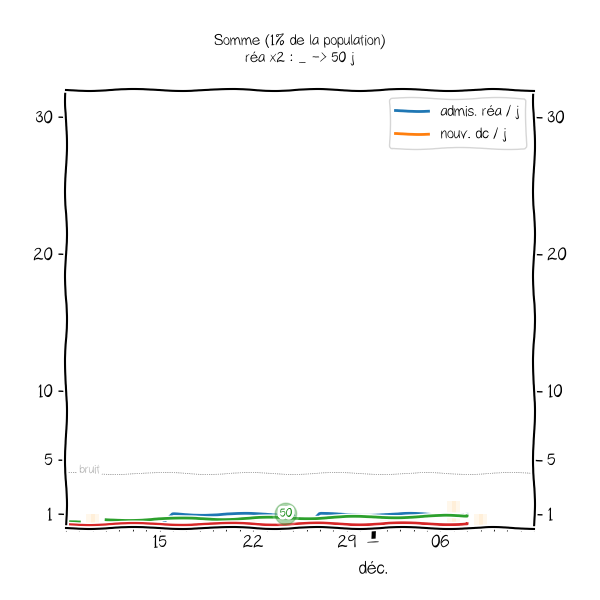 Somme (1% de la population)
réa x2 : _ -> 50 j
admis. réa / j
nouv. dc / j
30
30
20
20
10
10
5
5
bruit
1
50
1
15
22
29
06
déc.